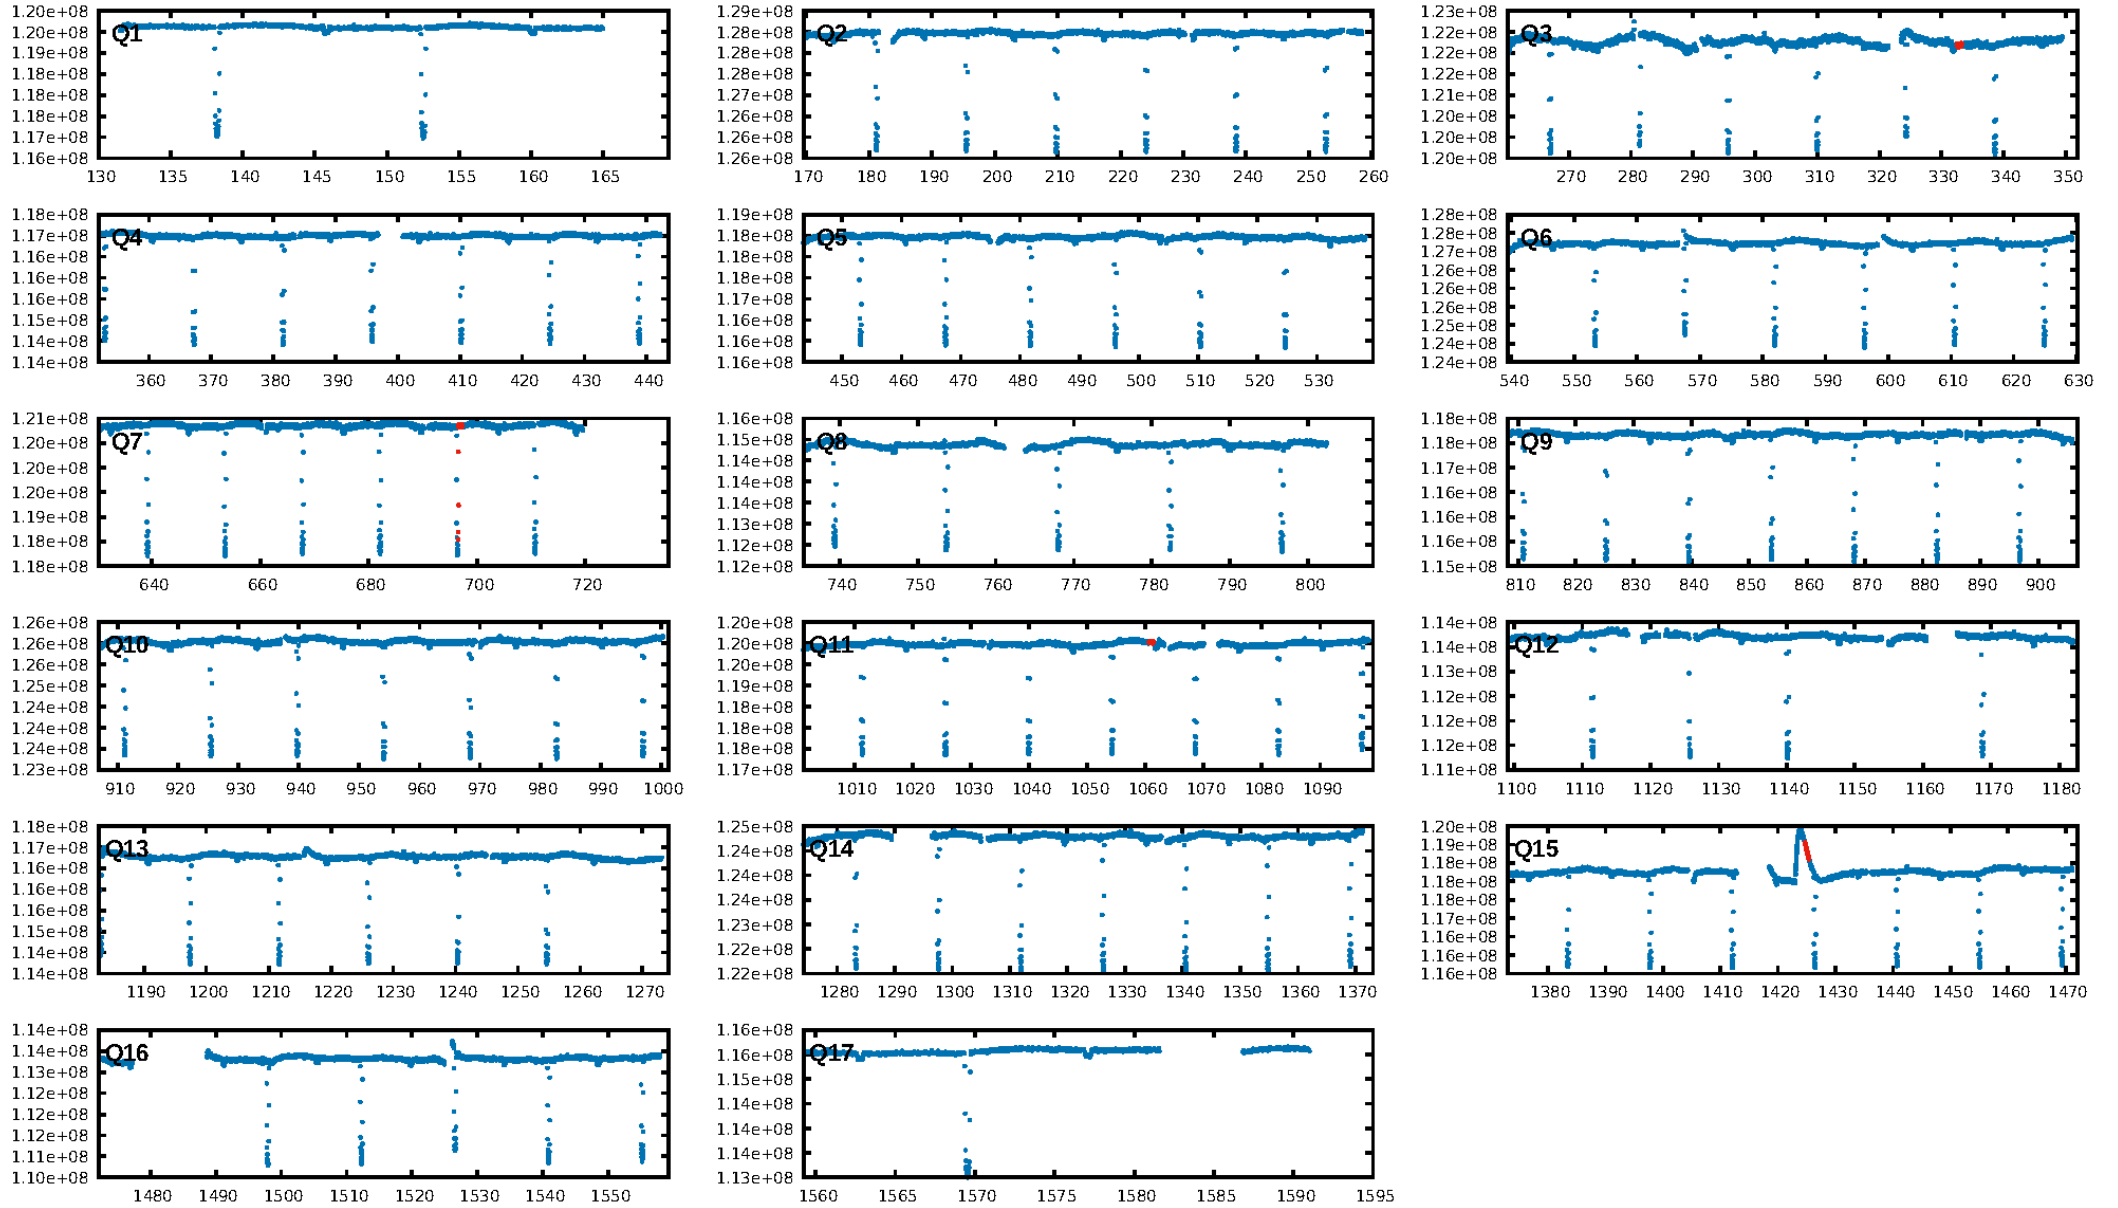 1.20e+08 1.20e+08 1.19e+08 1.19e+08 1.18e+08 1.18e+08 1.17e+08 1.16e+08
Q1
130 135 140 145 150 155 160 165
1.29e+08 1.28e+08 1.28e+08 1.28e+08 1.27e+08 1.26e+08 1.26e+08 1.26e+08
Q2
170 180 190 200 210 220 230 240 250 260
1.23e+08 1.22e+08 1.22e+08 1.22e+08 1.21e+08 1.20e+08 1.20e+08 1.20e+08
Q3
270 280 290 300 310 320 330 340 350
1.18e+08 1.17e+08 1.16e+08 1.16e+08 1.16e+08 1.15e+08 1.14e+08 1.14e+08
Q4
360 370 380 390 400 410 420 430 440
1.19e+08 1.18e+08 1.18e+08 1.18e+08 1.17e+08 1.16e+08 1.16e+08 1.16e+08
Q5
450 460 470 480 490 500 510 520 530
1.28e+08 1.28e+08 1.27e+08 1.26e+08 1.26e+08 1.26e+08 1.25e+08 1.24e+08 1.24e+08
Q6
540 550 560 570 580 590 600 610 620 630
1.21e+08 1.20e+08 1.20e+08 1.20e+08 1.19e+08 1.18e+08 1.18e+08
Q7
640 660 680 700 720
1.16e+08 1.15e+08 1.14e+08 1.14e+08 1.14e+08 1.13e+08 1.12e+08 1.12e+08
Q8
740 750 760 770 780 790 800
1.18e+08 1.18e+08 1.17e+08 1.16e+08 1.16e+08 1.16e+08 1.15e+08
Q9
810 820 830 840 850 860 870 880 890 900
1.26e+08 1.26e+08 1.26e+08 1.25e+08 1.24e+08 1.24e+08 1.24e+08 1.23e+08
Q10
910 920 930 940 950 960 970 980 990 1000
1.20e+08 1.20e+08 1.20e+08 1.19e+08 1.18e+08 1.18e+08 1.18e+08 1.17e+08
Q11
1010 1020 1030 1040 1050 1060 1070 1080 1090
1.14e+08 1.14e+08 1.13e+08 1.12e+08 1.12e+08 1.12e+08 1.11e+08
Q12
1100 1110 1120 1130 1140 1150 1160 1170 1180
1.18e+08 1.17e+08 1.16e+08 1.16e+08 1.16e+08 1.15e+08 1.14e+08 1.14e+08
Q13
1190 1200 1210 1220 1230 1240 1250 1260 1270
1.25e+08 1.24e+08 1.24e+08 1.24e+08 1.23e+08 1.22e+08 1.22e+08
Q14
1280 1290 1300 1310 1320 1330 1340 1350 1360 1370
1.20e+08 1.19e+08 1.18e+08 1.18e+08 1.18e+08 1.17e+08 1.16e+08 1.16e+08 1.16e+08
Q15
1380 1390 1400 1410 1420 1430 1440 1450 1460 1470
1.14e+08 1.14e+08 1.13e+08 1.12e+08 1.12e+08 1.12e+08 1.11e+08 1.10e+08
Q16
1480 1490 1500 1510 1520 1530 1540 1550
1.16e+08 1.16e+08 1.15e+08 1.14e+08 1.14e+08 1.13e+08 1.13e+08
Q17
1560 1565 1570 1575 1580 1585 1590 1595